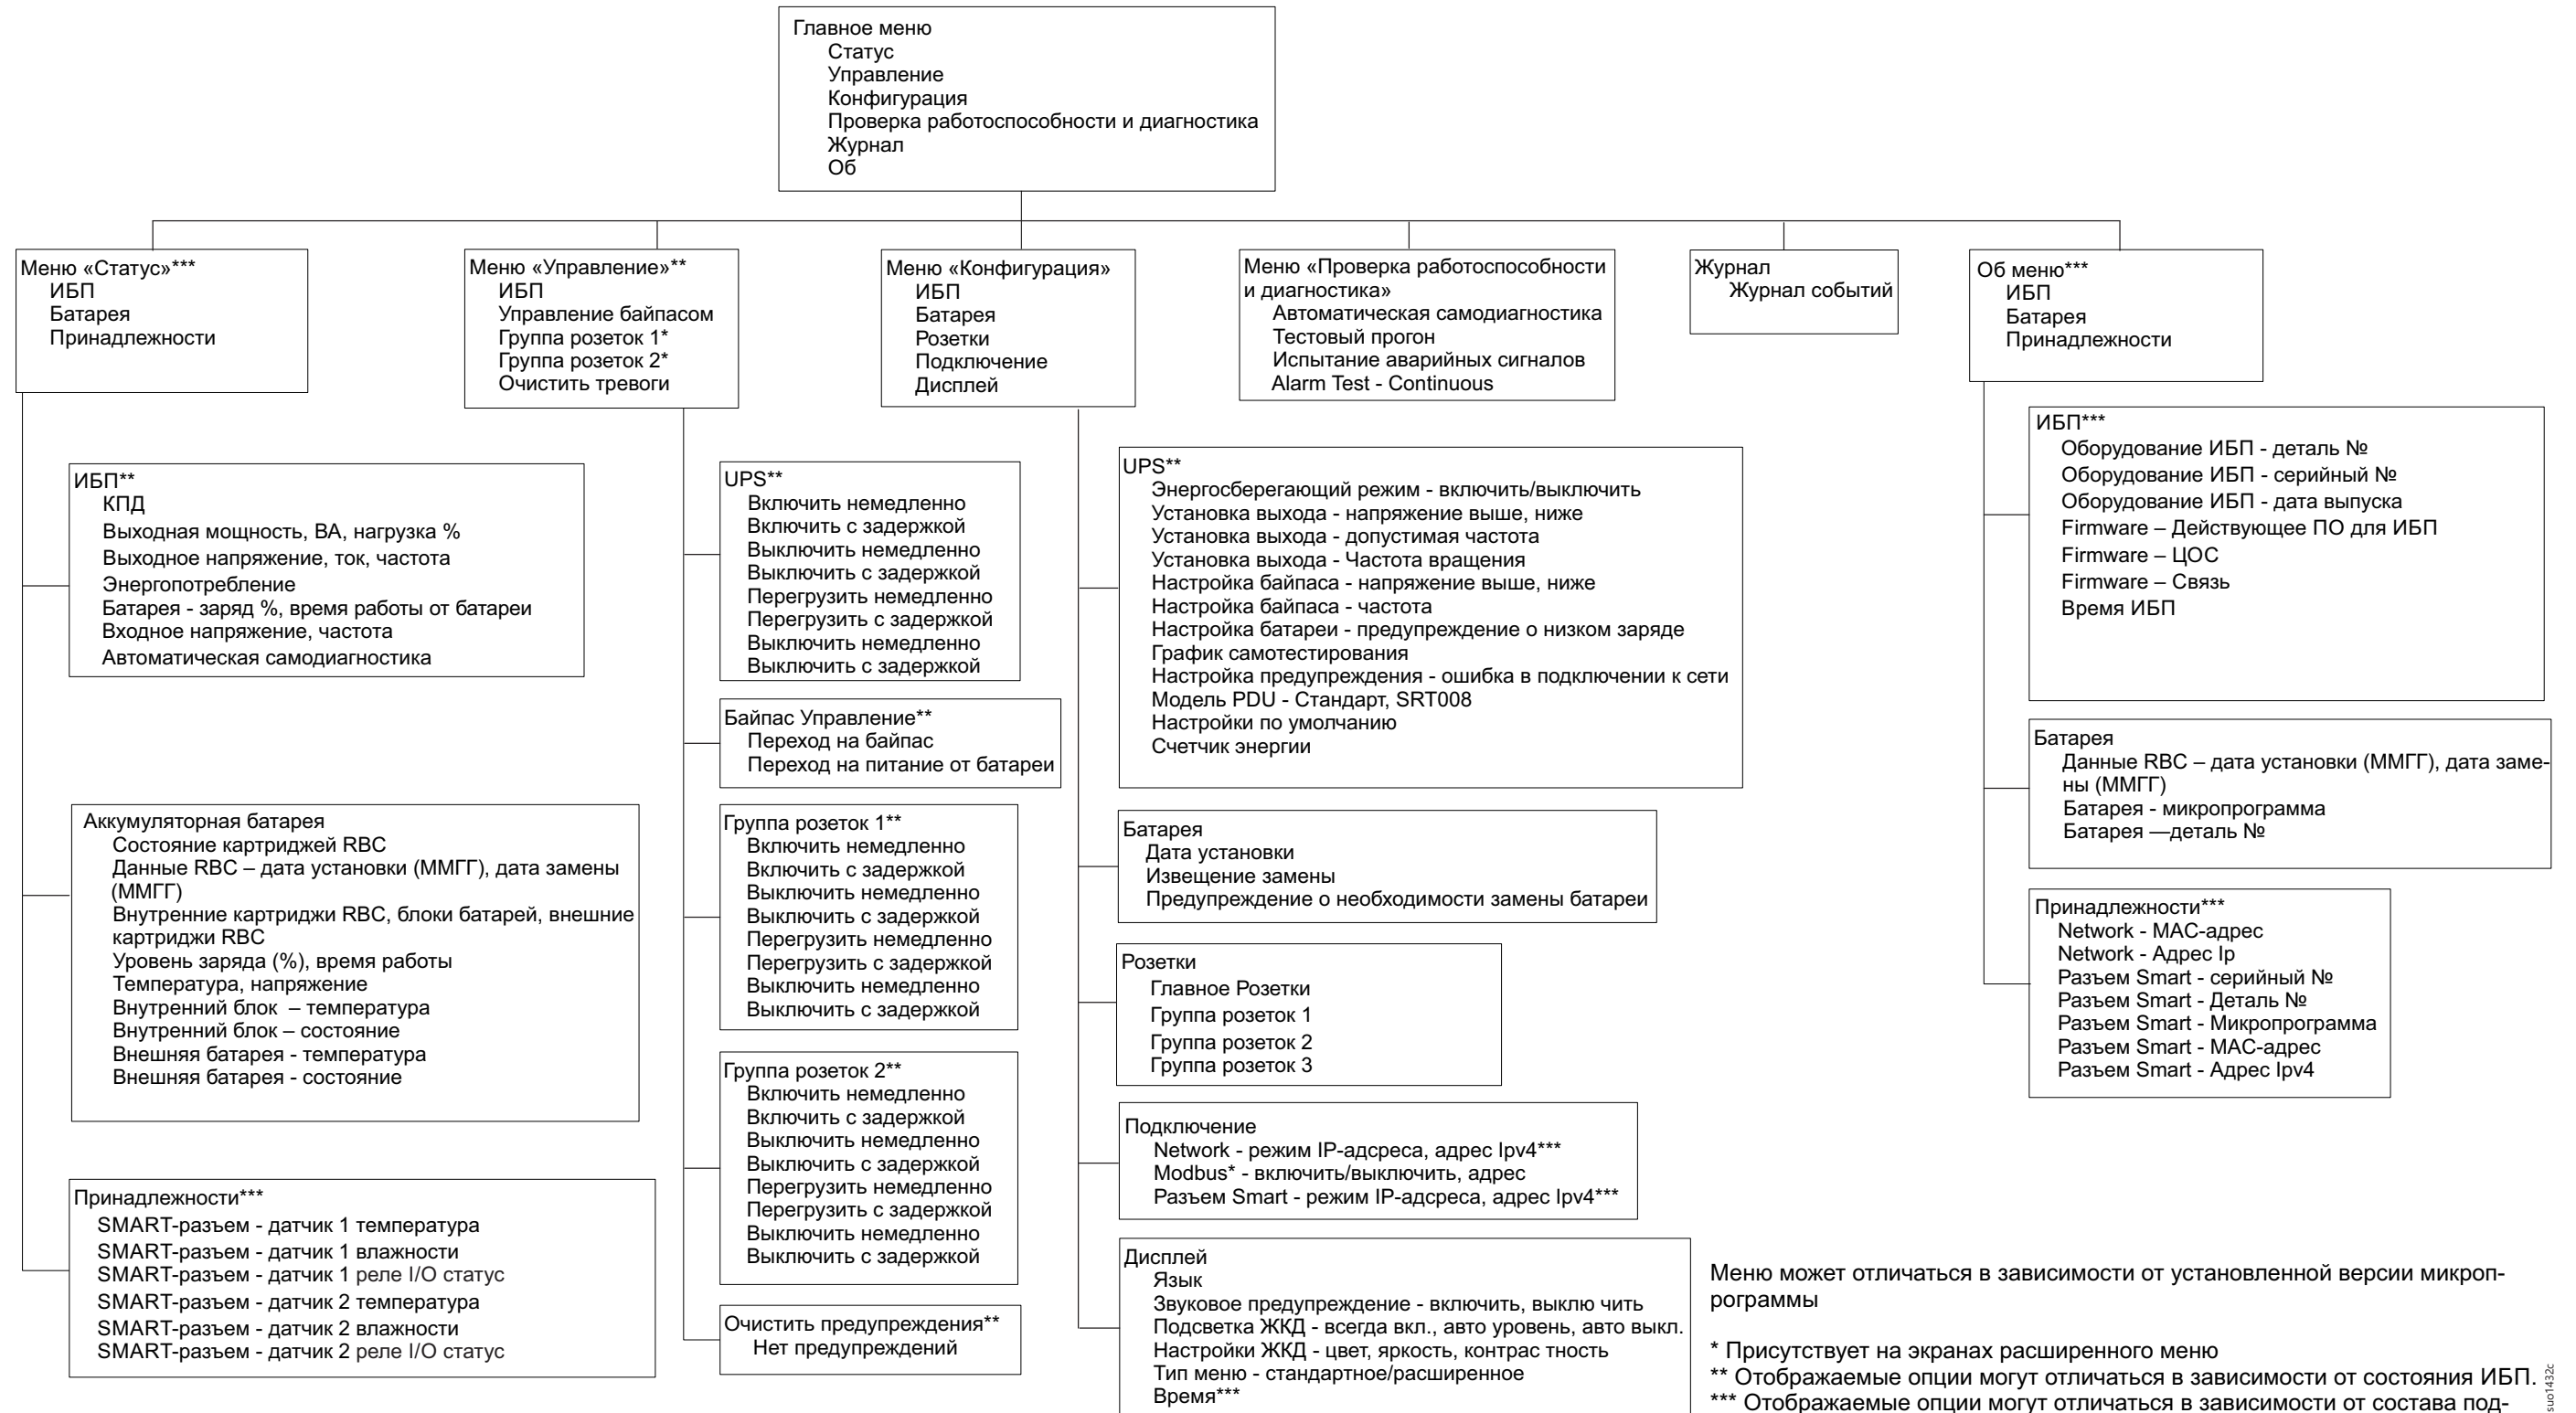 Главное меню
Статус
Управление
Конфигурация
Проверка работоспособности и диагностика
Журнал
Об
Меню «Статус»***
ИБП
Батарея
Принадлежности
Меню «Управление»**
ИБП
Управление байпасом
Группа розеток 1*
Группа розеток 2*
Очистить тревоги
Меню «Конфигурация»
ИБП
Батарея
Розетки
Подключение
Дисплей
Меню «Проверка работоспособности
и диагностика»
Автоматическая самодиагностика
Тестовый прогон
Испытание аварийных сигналов
Alarm Test - Continuous
Журнал
Журнал событий
Об меню***
ИБП
Батарея
Принадлежности
ИБП**
КПД
Выходная мощность, ВА, нагрузка %
Выходное напряжение, ток, частота
Энергопотребление
Батарея - заряд %, время работы от батареи
Входное напряжение, частота
Автоматическая самодиагностика
Аккумуляторная батарея
Состояние картриджей RBC
Данные RBC – дата установки (ММГГ), дата замены
(ММГГ)
Внутренние картриджи RBC, блоки батарей, внешние
картриджи RBC
Уровень заряда (%), время работы
Температура, напряжение
Внутренний блок – температура
Внутренний блок – состояние
Внешняя батарея - температура
Внешняя батарея - состояние
Принадлежности***
SMART-разъем - датчик 1 температура
SMART-разъем - датчик 1 влажности
SMART-разъем - датчик 1 реле I/O статус
SMART-разъем - датчик 2 температура
SMART-разъем - датчик 2 влажности
SMART-разъем - датчик 2 реле I/O статус
UPS**
Включить немедленно
Включить с задержкой
Выключить немедленно
Выключить с задержкой
Перегрузить немедленно
Перегрузить с задержкой
Выключить немедленно
Выключить с задержкой
Байпас Управление**
Переход на байпас
Переход на питание от батареи
Группа розеток 1**
Включить немедленно
Включить с задержкой
Выключить немедленно
Выключить с задержкой
Перегрузить немедленно
Перегрузить с задержкой
Выключить немедленно
Выключить с задержкой
Группа розеток 2**
Включить немедленно
Включить с задержкой
Выключить немедленно
Выключить с задержкой
Перегрузить немедленно
Перегрузить с задержкой
Выключить немедленно
Выключить с задержкой
Очистить предупреждения**
Нет предупреждений
UPS**
Энергосберегающий режим - включить/выключить
Установка выхода - напряжение выше, ниже
Установка выхода - допустимая частота
Установка выхода - Частота вращения
Настройка байпаса - напряжение выше, ниже
Настройка байпаса - частота
Настройка батареи - предупреждение о низком заряде
График самотестирования
Настройка предупреждения - ошибка в подключении к сети
Модель PDU - Стандарт, SRT008
Настройки по умолчанию
Счетчик энергии
Батарея
Дата установки
Извещение замены
Предупреждение о необходимости замены батареи
Розетки
Главное Розетки
Группа розеток 1
Группа розеток 2
Группа розеток 3
Подключение
Network - режим IP-адсреса, адрес Ipv4***
Modbus* - включить/выключить, адрес
Разъем Smart - режим IP-адсреса, адрес Ipv4***
Дисплей
Язык
Звуковое предупреждение - включить, выклю чить
Подсветка ЖКД - всегда вкл., авто уровень, авто выкл.
Настройки ЖКД - цвет, яркость, контрас тность
Тип меню - стандартное/расширенное
Время***
ИБП***
Оборудование ИБП - деталь №
Оборудование ИБП - серийный №
Оборудование ИБП - дата выпуска
Firmware – Действующее ПО для ИБП
Firmware – ЦОС
Firmware – Связь
Время ИБП
Батарея
Данные RBC – дата установки (ММГГ), дата заме-
ны (ММГГ)
Батарея - микропрограмма
Батарея —деталь №
Принадлежности***
Network - MAC-адрес
Network - Адрес Ip
Разъем Smart - серийный №
Разъем Smart - Деталь №
Разъем Smart - Микропрограмма
Разъем Smart - MAC-адрес
Разъем Smart - Адрес Ipv4
Меню может отличаться в зависимости от установленной версии микроп-
рограммы
* Присутствует на экранах расширенного меню
** Отображаемые опции могут отличаться в зависимости от состояния ИБП.
*** Отображаемые опции могут отличаться в зависимости от состава под-
suo1432c